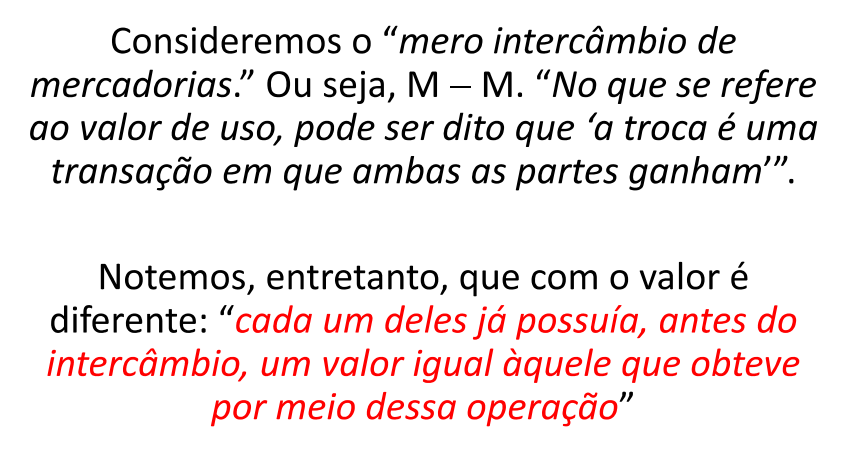 Consideremos o “mero intercâmbio de
mercadorias.” Ou seja, M – M. “No que se refere
ao valor de uso, pode ser dito que ‘a troca é uma
transação em que ambas as partes ganham’”.
Notemos, entretanto, que com o valor é
diferente: “cada um deles já possuía, antes do
intercâmbio, um valor igual àquele que obteve
por meio dessa operação”